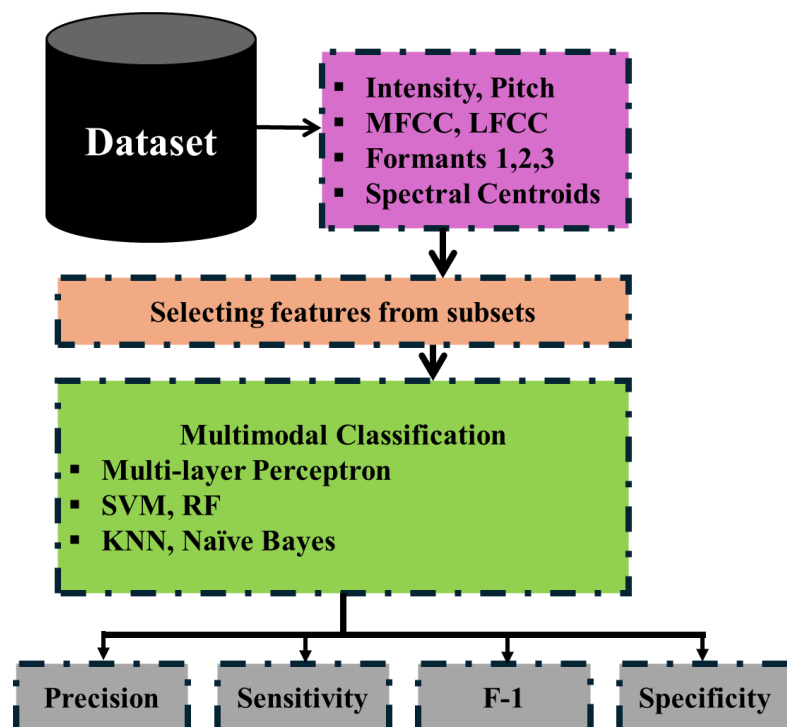 Dataset
▪ Intensity, Pitch
▪ MFCC, LFCC
▪ Formants 1,2,3
▪ Spectral Centroids
Selecting features from subsets
Multimodal Classification
▪ Multi-layer Perceptron
▪ SVM, RF
▪ KNN, Naïve Bayes
Precision
Sensitivity
F-1
Specificity